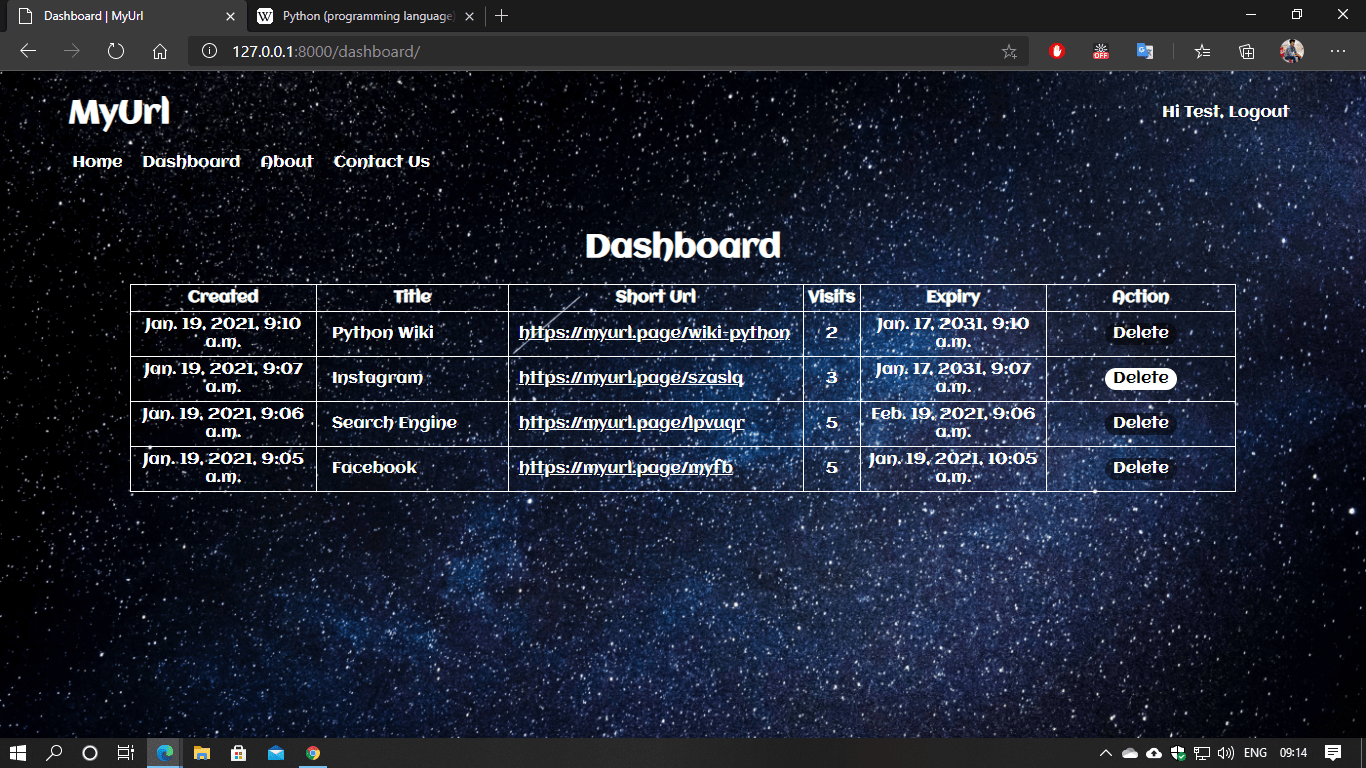 Dashboard | MyUrl
Python (programming language)
127.0.0.1:8000/dashboard/
OFF
MyUrl
Hi Test, Logout
Home Dashboard About Contact Us
Dashboard
Created Title Short Url Visits Expiry Action
Jan. 19, 2021, 9:10 a.m. Python Wiki https://myurl.page/wiki-python 2 Jan. 17, 2031, 9:10 a.m. Delete
Jan. 19, 2021, 9:07 a.m. Instagram https://myurl.page/szaslq 3 Jan. 17, 2031, 9:07 a.m. Delete
Jan. 19, 2021, 9:06 a.m. Search Engine https://myurl.page/lpvuqr 5 Feb. 19, 2021, 9:06 a.m. Delete
Jan. 19, 2021, 9:05 a.m. Facebook https://myurl.page/myfb 5 Jan. 19, 2021, 10:05 a.m. Delete
ENG 09:14